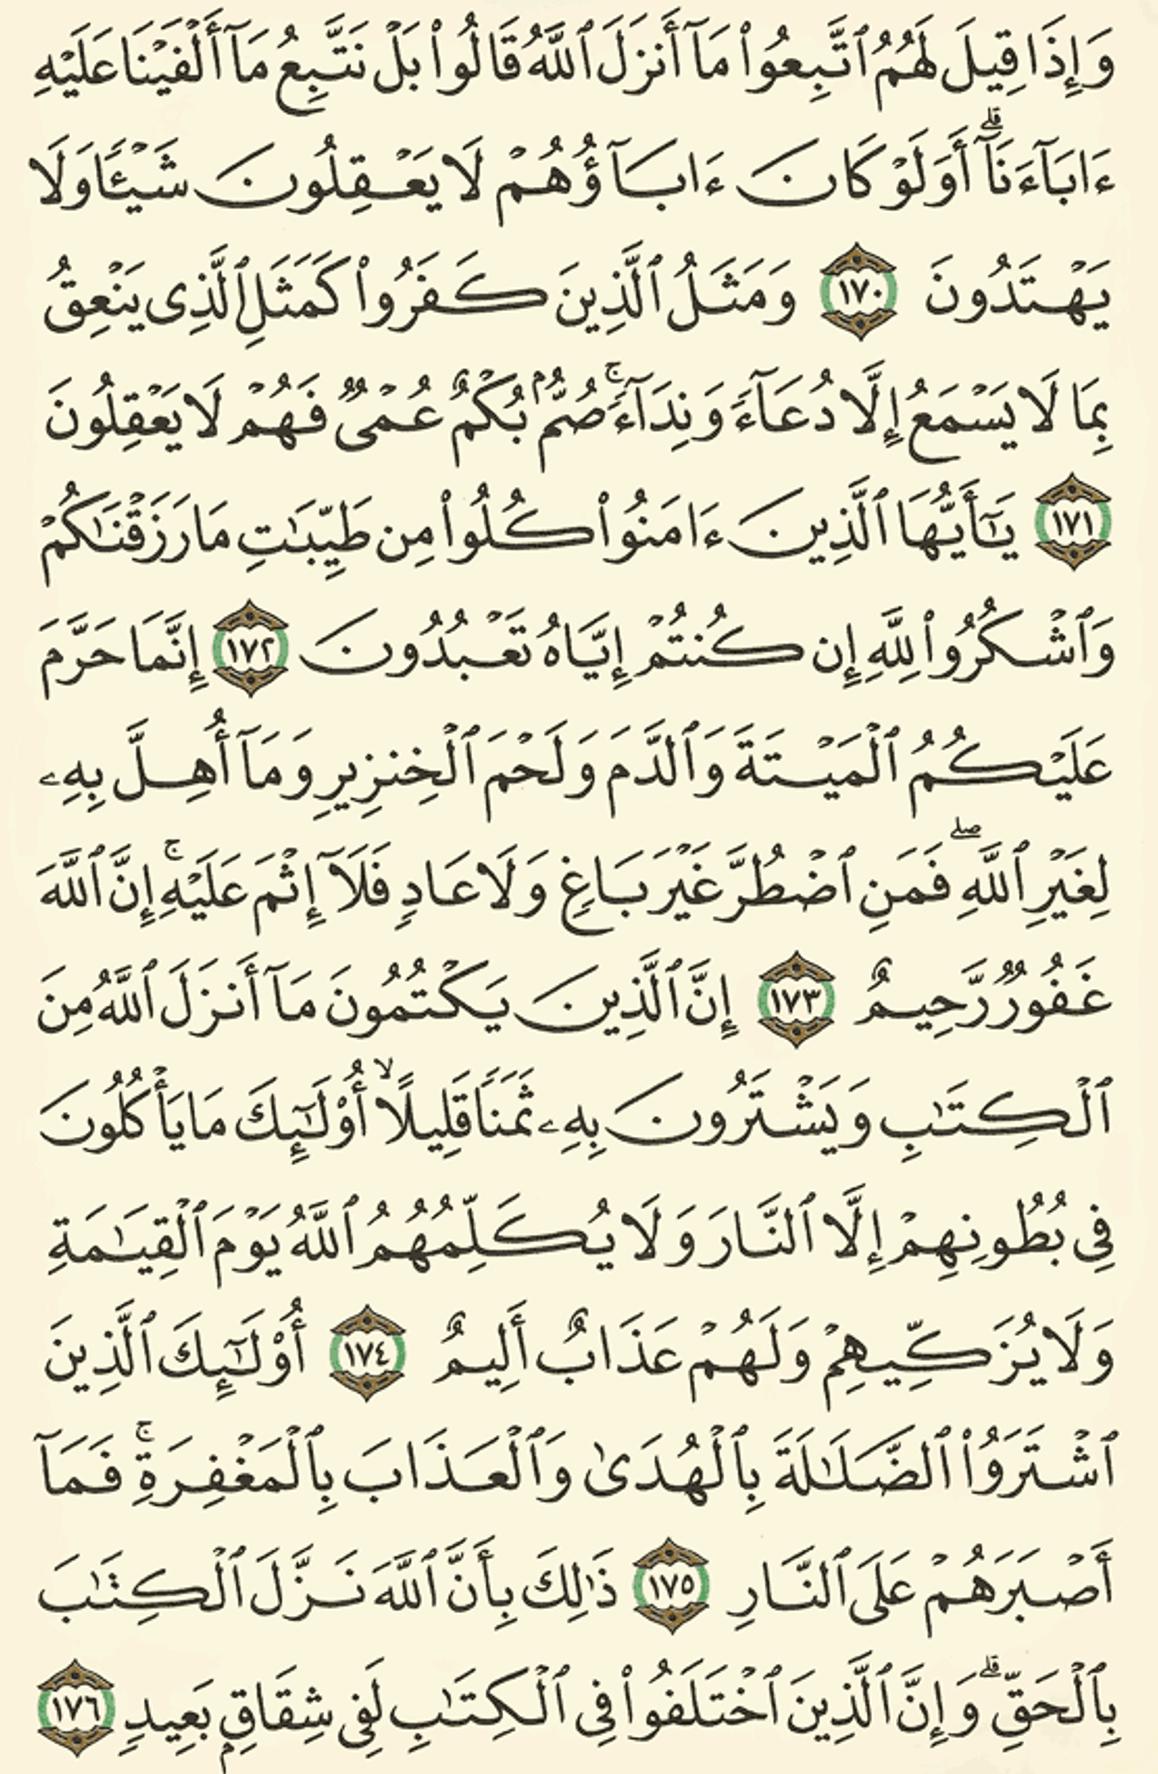 وَإِذَا قِيلَ لَهُمُ ٱتَّبِعُوا۟ مَآ أَنزَلَ ٱللَّهُ قَالُوا۟ بَلْ نَتَّبِعُ مَآ أَلْفَيْنَا عَلَيْهِ
ءَابَآءَنَآ ۗ أَوَلَوْ كَانَ ءَابَآؤُهُمْ لَا يَعْقِلُونَ شَيْـًٔا وَلَا
يَهْتَدُونَ ١٧٠ وَمَثَلُ ٱلَّذِينَ كَفَرُوا۟ كَمَثَلِ ٱلَّذِى يَنْعِقُ
بِمَا لَا يَسْمَعُ إِلَّا دُعَآءً وَنِدَآءً ۚ صُمٌّۢ بُكْمٌ عُمْىٌ فَهُمْ لَا يَعْقِلُونَ
١٧١ يَـٰٓأَيُّهَا ٱلَّذِينَ ءَامَنُوا۟ كُلُوا۟ مِن طَيِّبَـٰتِ مَا رَزَقْنَـٰكُمْ
وَٱشْكُرُوا۟ لِلَّهِ إِن كُنتُمْ إِيَّاهُ تَعْبُدُونَ ١٧٢ إِنَّمَا حَرَّمَ
عَلَيْكُمُ ٱلْمَيْتَةَ وَٱلدَّمَ وَلَحْمَ ٱلْخِنزِيرِ وَمَآ أُهِلَّ بِهِۦ
لِغَيْرِ ٱللَّهِ ۖ فَمَنِ ٱضْطُرَّ غَيْرَ بَاغٍ وَلَا عَادٍ فَلَآ إِثْمَ عَلَيْهِ ۚ إِنَّ ٱللَّهَ
غَفُورٌ رَّحِيمٌ ١٧٣ إِنَّ ٱلَّذِينَ يَكْتُمُونَ مَآ أَنزَلَ ٱللَّهُ مِنَ
ٱلْكِتَـٰبِ وَيَشْتَرُونَ بِهِۦ ثَمَنًا قَلِيلًا ۙ أُو۟لَـٰٓئِكَ مَا يَأْكُلُونَ
فِى بُطُونِهِمْ إِلَّا ٱلنَّارَ وَلَا يُكَلِّمُهُمُ ٱللَّهُ يَوْمَ ٱلْقِيَـٰمَةِ
وَلَا يُزَكِّيهِمْ وَلَهُمْ عَذَابٌ أَلِيمٌ ١٧٤ أُو۟لَـٰٓئِكَ ٱلَّذِينَ
ٱشْتَرَوُا۟ ٱلضَّلَـٰلَةَ بِٱلْهُدَىٰ وَٱلْعَذَابَ بِٱلْمَغْفِرَةِ ۚ فَمَآ
أَصْبَرَهُمْ عَلَى ٱلنَّارِ ١٧٥ ذَٰلِكَ بِأَنَّ ٱللَّهَ نَزَّلَ ٱلْكِتَـٰبَ
بِٱلْحَقِّ ۗ وَإِنَّ ٱلَّذِينَ ٱخْتَلَفُوا۟ فِى ٱلْكِتَـٰبِ لَفِى شِقَاقٍۭ بَعِيدٍ ١٧٦